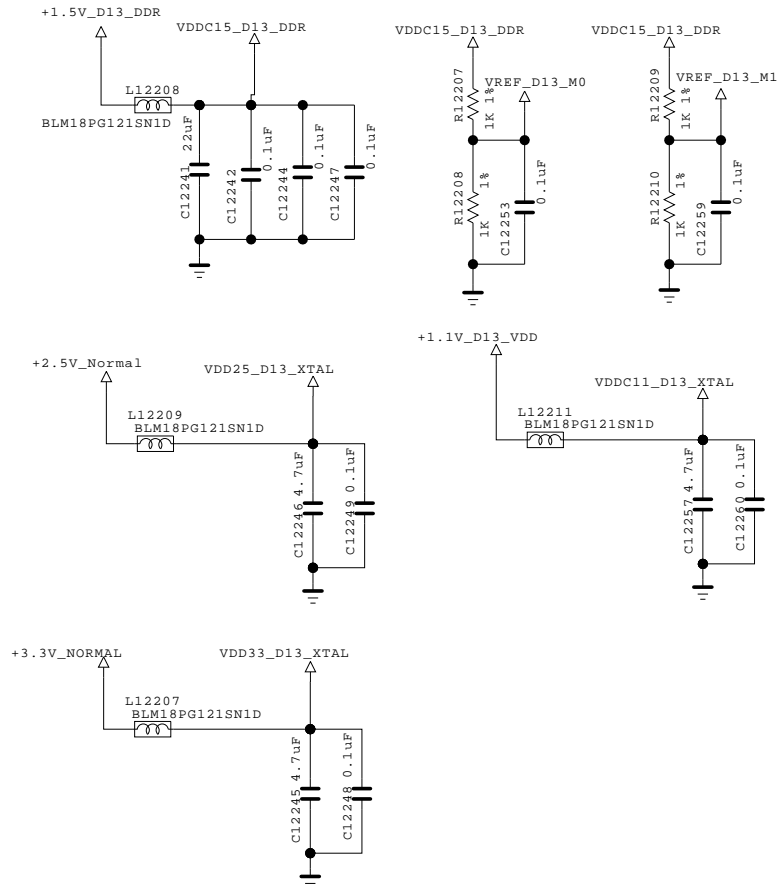 +1.5V_D13_DDR
VDDC15_D13_DDR
L12208
BLM18PG121SN1D
C12241
22uF
C12242
0.1uF
C12244
0.1uF
C12247
0.1uF
VDDC15_D13_DDR
R12207
1K 1%
VREF_D13_M0
R12208
1K 1%
C12253
0.1uF
VDDC15_D13_DDR
R12209
1K 1%
VREF_D13_M1
R12210
1K 1%
C12259
0.1uF
+2.5V_Normal
VDD25_D13_XTAL
L12209
BLM18PG121SN1D
C12246 4.7uF
C12249 0.1uF
+1.1V_D13_VDD
VDDC11_D13_XTAL
L12211
BLM18PG121SN1D
C12257 4.7uF
C12260 0.1uF
+3.3V_NORMAL
VDD33_D13_XTAL
L12207
BLM18PG121SN1D
C12245 4.7uF
C12248 0.1uF